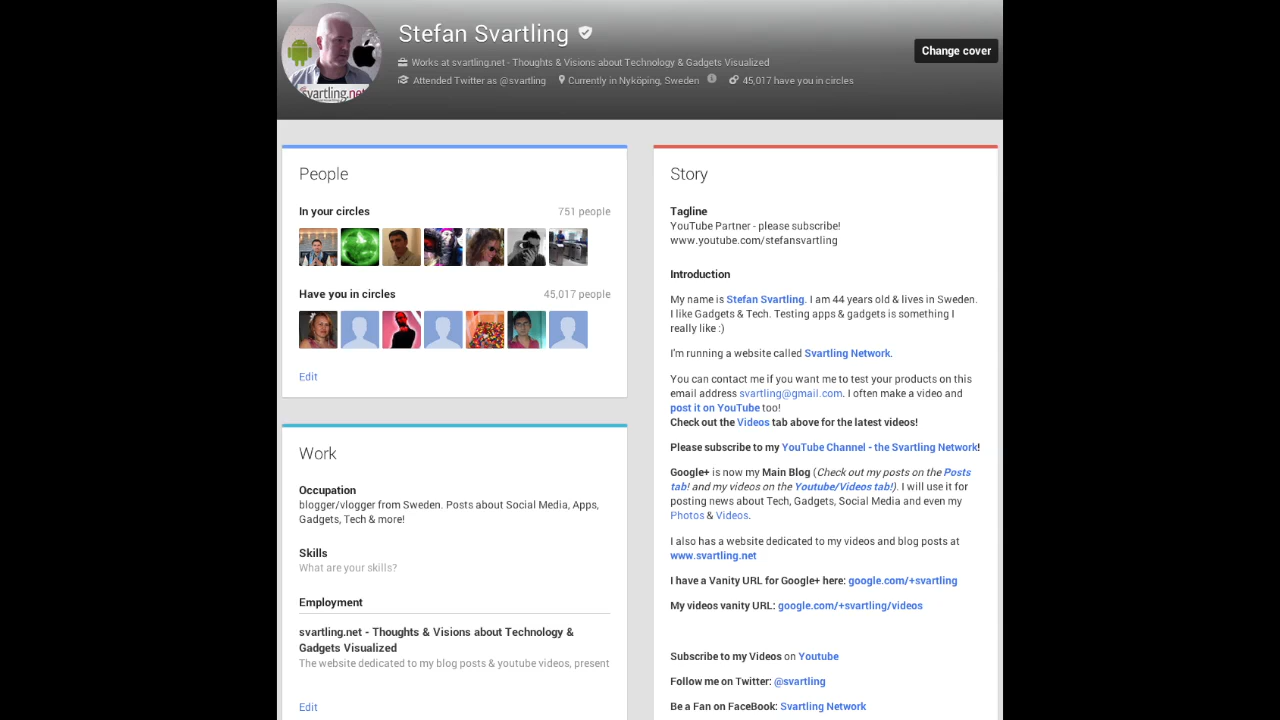 Stefan Svartling
Change cover
Works at svartling.net - Thoughts & Visions about Technology & Gadgets Visualized
Attended Twitter as @svartling Currently in Nyköping, Sweden 45,017 have you in circles
svartling.net
People
In your circles 751 people
Have you in circles 45,017 people
Edit
Work
Occupation
blogger/vlogger from Sweden. Posts about Social Media, Apps,
Gadgets, Tech & more!
Skills
What are your skills?
Employment
svartling.net - Thoughts & Visions about Technology &
Gadgets Visualized
The website dedicated to my blog posts & youtube videos, present
Edit
Story
Tagline
YouTube Partner - please subscribe!
www.youtube.com/stefansvartling
Introduction
My name is Stefan Svartling. I am 44 years old & lives in Sweden.
I like Gadgets & Tech. Testing apps & gadgets is something I
really like :)
I'm running a website called Svartling Network.
You can contact me if you want me to test your products on this
email address svartling@gmail.com. I often make a video and
post it on YouTube too!
Check out the Videos tab above for the latest videos!
Please subscribe to my YouTube Channel - the Svartling Network!
Google+ is now my Main Blog (Check out my posts on the Posts
tab! and my videos on the Youtube/Videos tab!). I will use it for
posting news about Tech, Gadgets, Social Media and even my
Photos & Videos.
I also has a website dedicated to my videos and blog posts at
www.svartling.net
I have a Vanity URL for Google+ here: google.com/+svartling
My videos vanity URL: google.com/+svartling/videos
Subscribe to my Videos on Youtube
Follow me on Twitter: @svartling
Be a Fan on FaceBook: Svartling Network